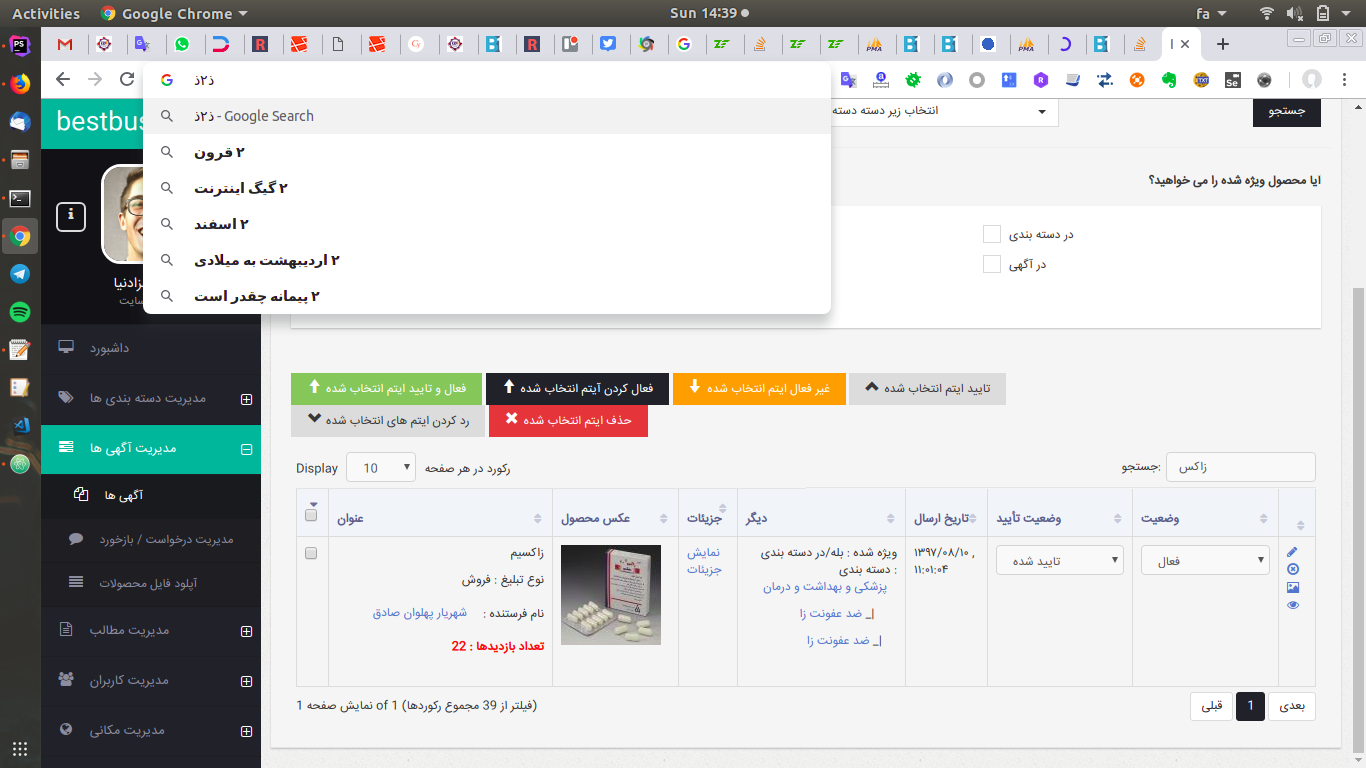 Activities
Google Chrome
Sun 14:39
fa
ذ۲ذ
ذ۲ذ - Google Search
۲ قرون
۲ گیگ اینترنت
۲ اسفند
۲ اردیبهشت به میلادی
۲ پیمانه چقدر است
bestbus
جستجو
انتخاب زیر دسته دسته
ایا محصول ویژه شده را می خواهید؟
در دسته بندی
در آگهی
داشبورد
مدیریت دسته بندی ها
مدیریت آگهی ها
آگهی ها
مدیریت درخواست / بازخورد
آپلود فایل محصولات
مدیریت مطالب
مدیریت کاربران
مدیریت مکانی
فعال و تایید ایتم انتخاب شده
فعال کردن آیتم انتخاب شده
غیر فعال ایتم انتخاب شده
تایید ایتم انتخاب شده
رد کردن ایتم های انتخاب شده
حذف ایتم انتخاب شده
Display 10 رکورد در هر صفحه
جستجو: زاکس
عنوان
عکس محصول
جزیئات
دیگر
تاریخ ارسال
وضعیت تأیید
وضعیت
زاکسیم
نوع تبلیغ : فروش
نام فرستنده : شهریار پهلوان صادق
تعداد بازدیدها : 22
نمایش
جزیئات
ویژه شده : بله/در دسته بندی
دسته بندی :
پزشکی و بهداشت و درمان
|_ ضد عفونت زا
|_ ضد عفونت زا
۱۳۹۷/۰۸/۱۰ ,
۱۱:۰۱:۰۴
تایید شده
فعال
نمایش صفحه 1 of 1 (فیلتر از 39 مجموع رکوردها)
قبلی
1
بعدی